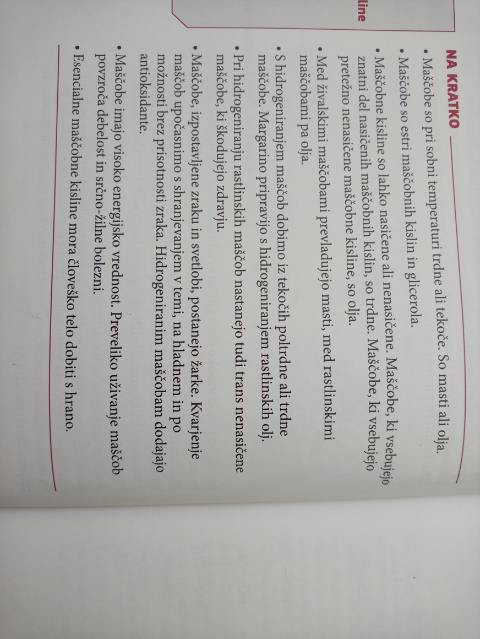 line
NA KRATKO
• Maščobe so pri sobni temperaturi trdne ali tekoče. So masti ali olja.
• Maščobe so estri maščobnih kislin in glicerola.
• Maščobne kisline so lahko nasičene ali nenasičene. Maščobe, ki vsebujejo
znatni del nasičenih maščobnih kislin, so trdne. Maščobe, ki vsebujejo
pretežno nenasičene maščobne kisline, so olja.
• Med živalskimi maščobami prevladujejo masti, med rastlinskimi
maščobami pa olja.
• S hidrogeniranjem maščob dobimo iz tekočih poltrdne ali trdne
maščobe. Margarino pripravijo s hidrogeniranjem rastlinskih olj.
• Pri hidrogeniranju rastlinskih maščob nastanejo tudi trans nenasičene
maščobe, ki škodujejo zdravju.
• Maščobe, izpostavljene zraku in svetlobi, postanejo žarke. Kvarjenje
maščob upočasnimo s shranjevanjem v temi, na hladnem in po
možnosti brez prisotnosti zraka. Hidrogeniranim maščobam dodajajo
antioksidante.
• Maščobe imajo visoko energijsko vrednost. Preveliko uživanje maščob
povzroča debelost in srčno-žilne bolezni.
• Esencialne maščobne kisline mora človeško telo dobiti s hrano.